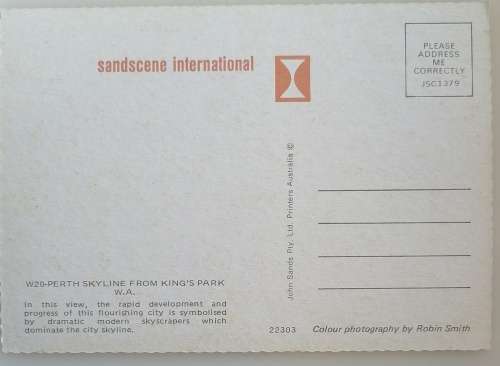 sandscene international
PLEASE
ADDRESS
ME
CORRECTLY
JSC1379
John Sands Pty. Ltd. Printers Australia ©
W20-PERTH SKYLINE FROM KING'S PARK
W.A.
In this view, the rapid development and
progress of this flourishing city is symbolised
by dramatic modern skyscrapers which
dominate the city skyline.
22303 Colour photography by Robin Smith